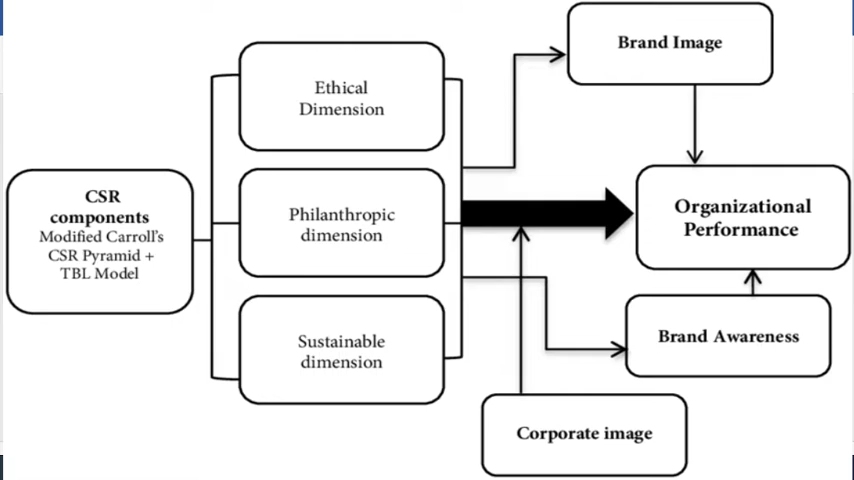 Brand Image
Ethical
Dimension
CSR
components
Modified Carroll's
CSR Pyramid +
TBL Model
Philanthropic
dimension
Organizational
Performance
Sustainable
dimension
Brand Awareness
Corporate image